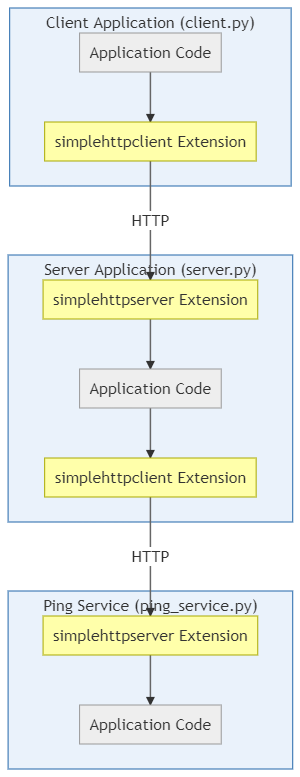 Client Application (client.py)
Application Code
simplehttpclient Extension
HTTP
Server Application (server.py)
simplehttpserver Extension
Application Code
simplehttpclient Extension
HTTP
Ping Service (ping_service.py)
simplehttpserver Extension
Application Code